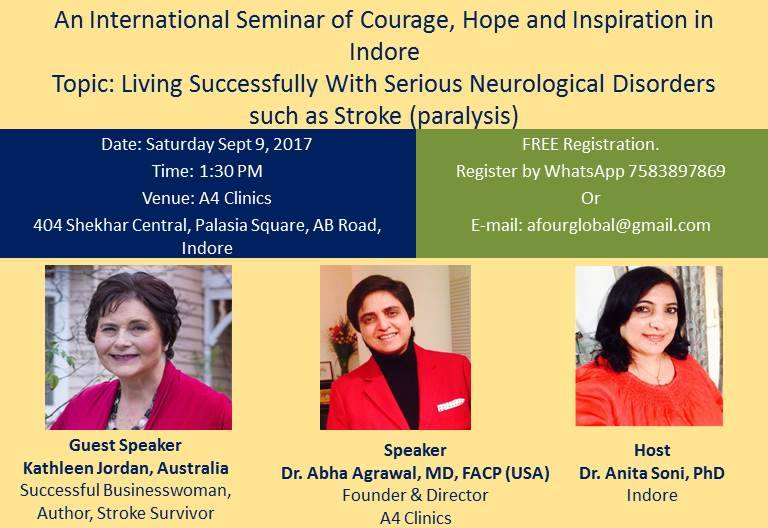 An International Seminar of Courage, Hope and Inspiration in
Indore
Topic: Living Successfully With Serious Neurological Disorders
such as Stroke (paralysis)
Date: Saturday Sept 9, 2017
Time: 1:30 PM
Venue: A4 Clinics
404 Shekhar Central, Palasia Square, AB Road,
Indore
FREE Registration.
Register by WhatsApp 7583897869
Or
E-mail: afourglobal@gmail.com
Guest Speaker
Kathleen Jordan, Australia
Successful Businesswoman,
Author, Stroke Survivor
Speaker
Dr. Abha Agrawal, MD, FACP (USA)
Founder & Director
A4 Clinics
Host
Dr. Anita Soni, PhD
Indore